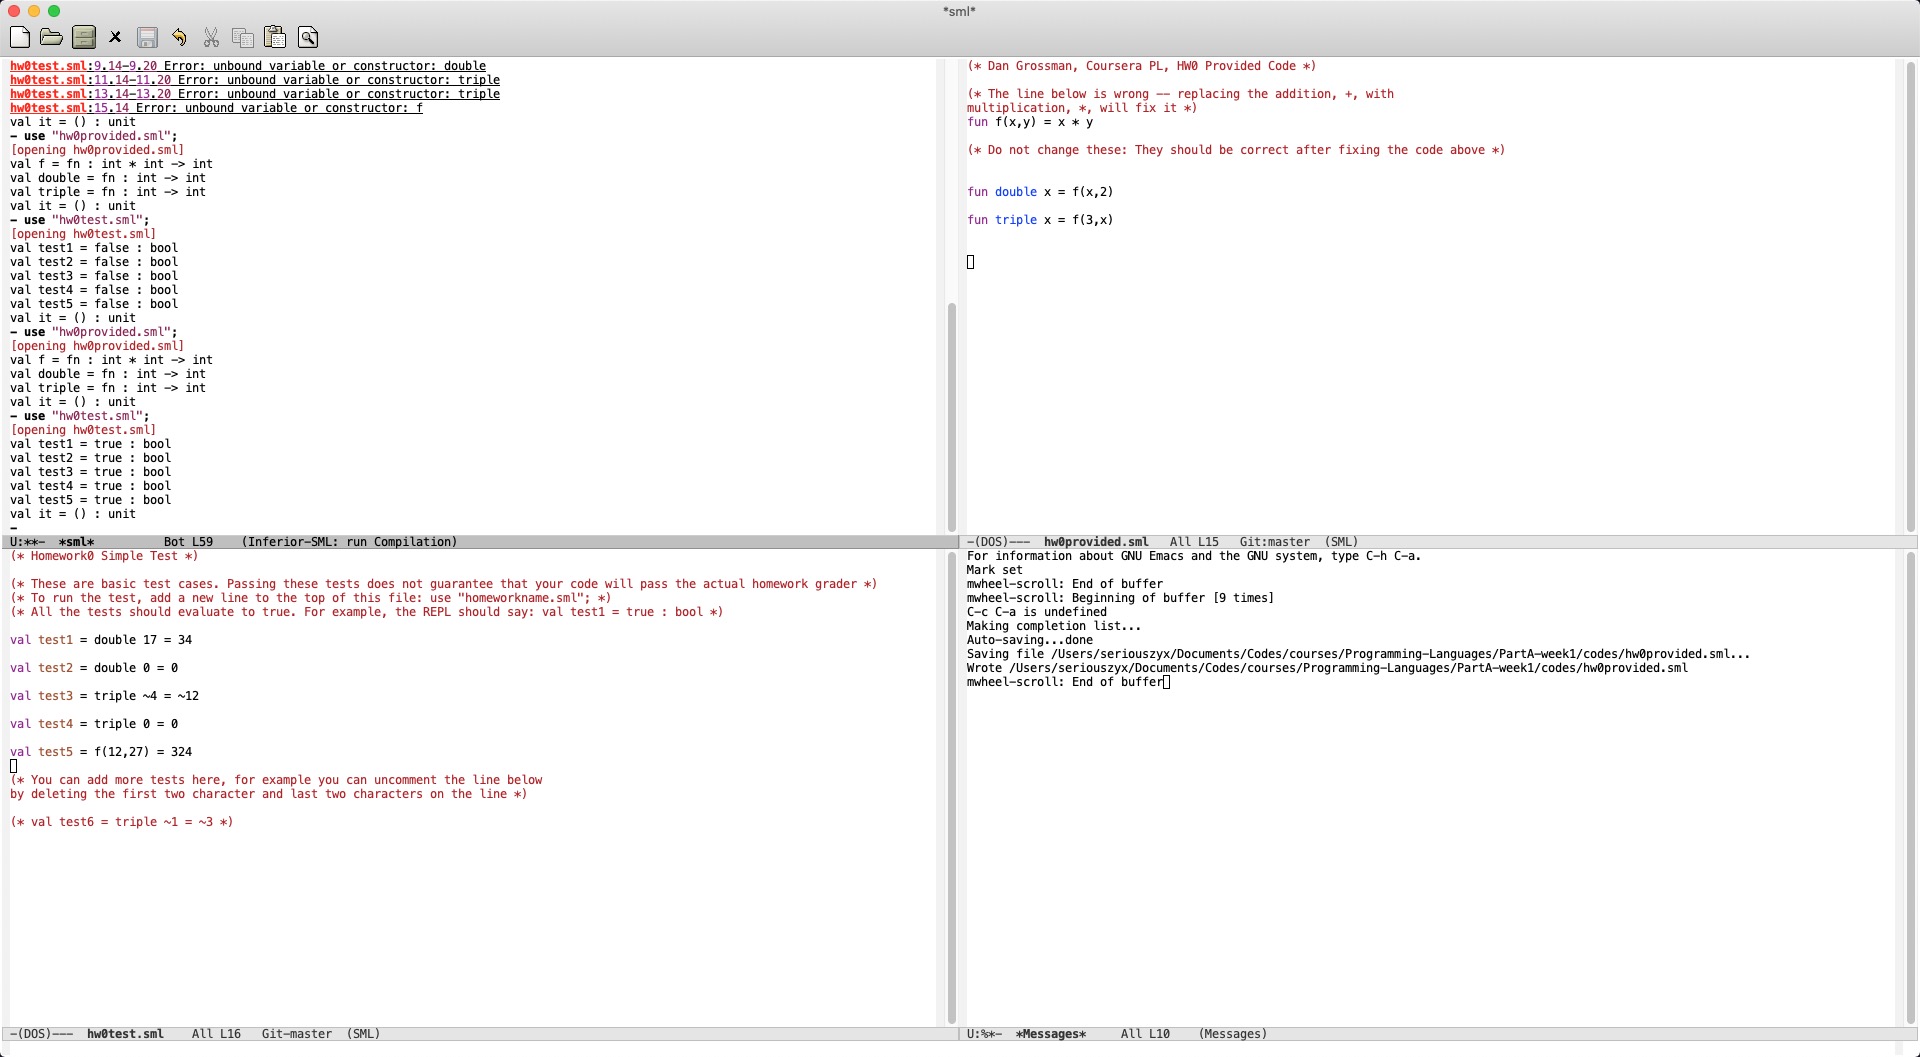 *sml*
hw0test.sml:9.14-9.20 Error: unbound variable or constructor: double
hw0test.sml:11.14-11.20 Error: unbound variable or constructor: triple
hw0test.sml:13.14-13.20 Error: unbound variable or constructor: triple
hw0test.sml:15.14 Error: unbound variable or constructor: f
val it = () : unit
- use "hw0provided.sml";
[opening hw0provided.sml]
val f = fn : int * int -> int
val double = fn : int -> int
val triple = fn : int -> int
val it = () : unit
- use "hw0test.sml";
[opening hw0test.sml]
val test1 = false : bool
val test2 = false : bool
val test3 = false : bool
val test4 = false : bool
val test5 = false : bool
val it = () : unit
- use "hw0provided.sml";
[opening hw0provided.sml]
val f = fn : int * int -> int
val double = fn : int -> int
val triple = fn : int -> int
val it = () : unit
- use "hw0test.sml";
[opening hw0test.sml]
val test1 = true : bool
val test2 = true : bool
val test3 = true : bool
val test4 = true : bool
val test5 = true : bool
val it = () : unit
-
U:**-  *sml*          Bot L59    (Inferior-SML: run Compilation)
(* Dan Grossman, Coursera PL, HW0 Provided Code *)
(* The line below is wrong -- replacing the addition, +, with
multiplication, *, will fix it *)
fun f(x,y) = x * y
(* Do not change these: They should be correct after fixing the code above *)
fun double x = f(x,2)
fun triple x = f(3,x)
-(DOS)---  hw0provided.sml   All L15   Git:master  (SML)
(* Homework0 Simple Test *)
(* These are basic test cases. Passing these tests does not guarantee that your code will pass the actual homework grader *)
(* To run the test, add a new line to the top of this file: use "homeworkname.sml"; *)
(* All the tests should evaluate to true. For example, the REPL should say: val test1 = true : bool *)
val test1 = double 17 = 34
val test2 = double 0 = 0
val test3 = triple ~4 = ~12
val test4 = triple 0 = 0
val test5 = f(12,27) = 324
(* You can add more tests here, for example you can uncomment the line below
by deleting the first two character and last two characters on the line *)
(* val test6 = triple ~1 = ~3 *)
-(DOS)---  hw0test.sml    All L16   Git-master  (SML)
For information about GNU Emacs and the GNU system, type C-h C-a.
Mark set
mwheel-scroll: End of buffer
mwheel-scroll: Beginning of buffer [9 times]
C-c C-a is undefined
Making completion list...
Auto-saving...done
Saving file /Users/seriouszyx/Documents/Codes/courses/Programming-Languages/PartA-week1/codes/hw0provided.sml...
Wrote /Users/seriouszyx/Documents/Codes/courses/Programming-Languages/PartA-week1/codes/hw0provided.sml
mwheel-scroll: End of buffer
U:%*-  *Messages*     All L10    (Messages)